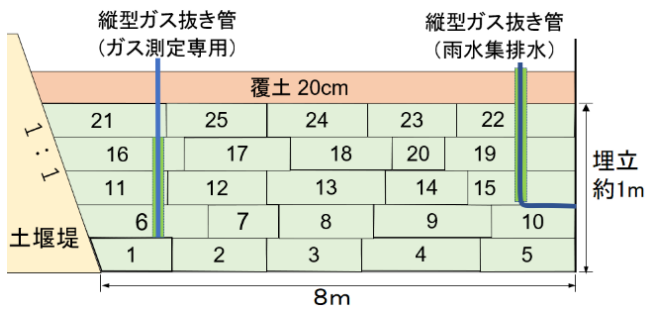 縦型ガス抜き管
（ガス測定専用）
縦型ガス抜き管
（雨水集排水）
覆土 20cm
21 25 24 23 22
16 17 18 20 19
11 12 13 14 15
6 7 8 9 10
1 2 3 4 5
1：1
土堰堤
埋立
約1m
8m